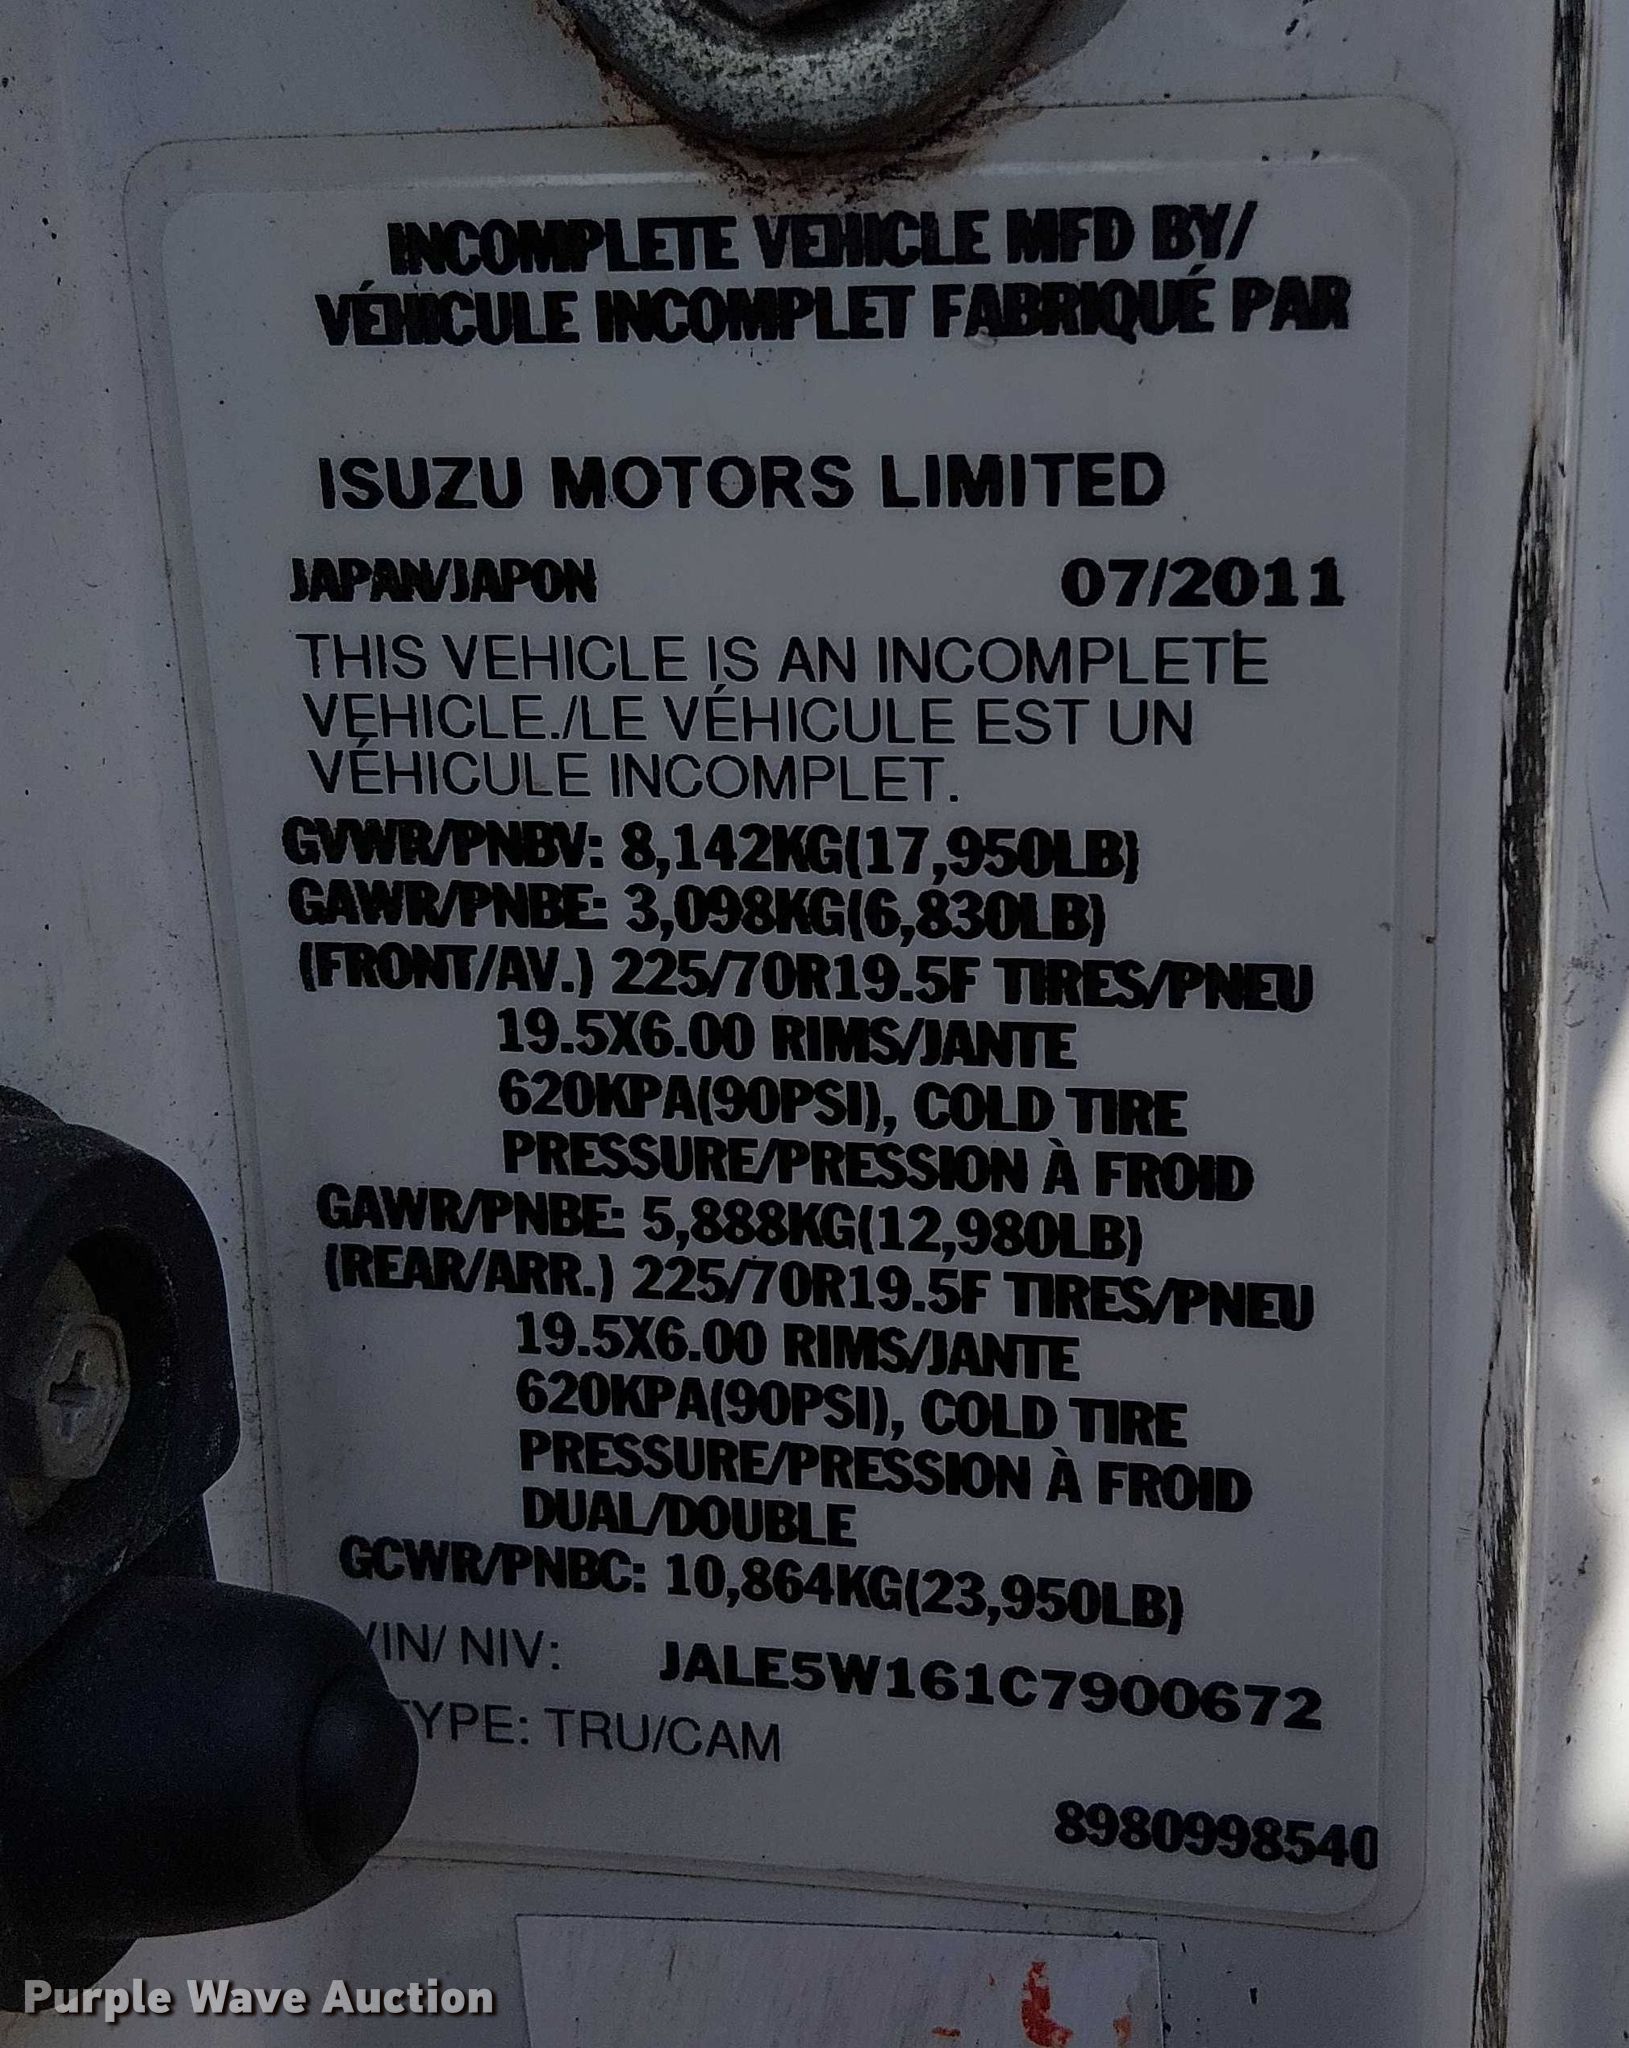 INCOMPLETE VEHICLE MFD BY/
VÉHICULE INCOMPLET FABRIQUÉ PAR
ISUZU MOTORS LIMITED
JAPAN/JAPON 07/2011
THIS VEHICLE IS AN INCOMPLETE
VEHICLE./LE VÉHICULE EST UN
VÉHICULE INCOMPLET.
GVWR/PNBV: 8,142KG(17,950LB)
GAWR/PNBE: 3,098KG(6,830LB)
(FRONT/AV.) 225/70R19.5F TIRES/PNEU
19.5X6.00 RIMS/JANTE
620KPA(90PSI), COLD TIRE
PRESSURE/PRESSION À FROID
GAWR/PNBE: 5,888KG(12,980LB)
(REAR/ARR.) 225/70R19.5F TIRES/PNEU
19.5X6.00 RIMS/JANTE
620KPA(90PSI), COLD TIRE
PRESSURE/PRESSION À FROID
DUAL/DOUBLE
GCWR/PNBC: 10,864KG(23,950LB)
VIN/ NIV: JALE5W161C7900672
TYPE: TRU/CAM
8980998540
Purple Wave Auction